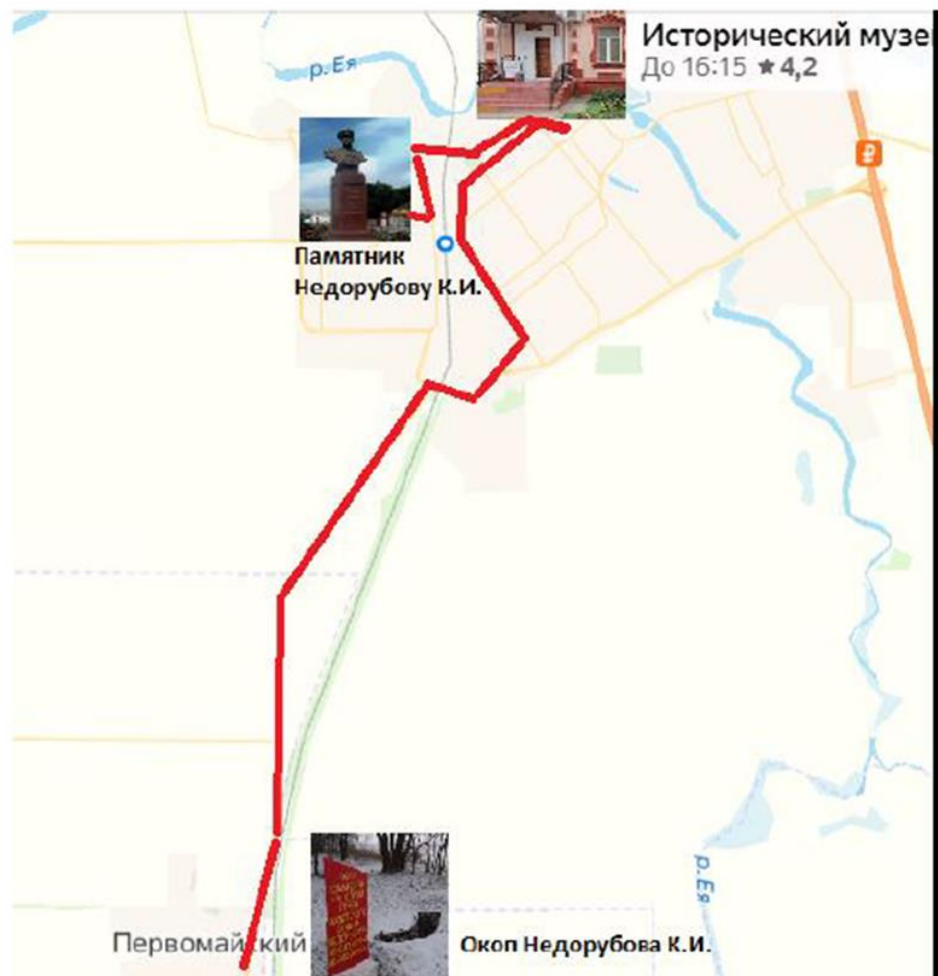 Исторический музе
До 16:15 ★4,2
р. Ея
₽
Памятник
Недорубову К.И.
р. Ея
Первомайский
Окоп Недорубова К.И.